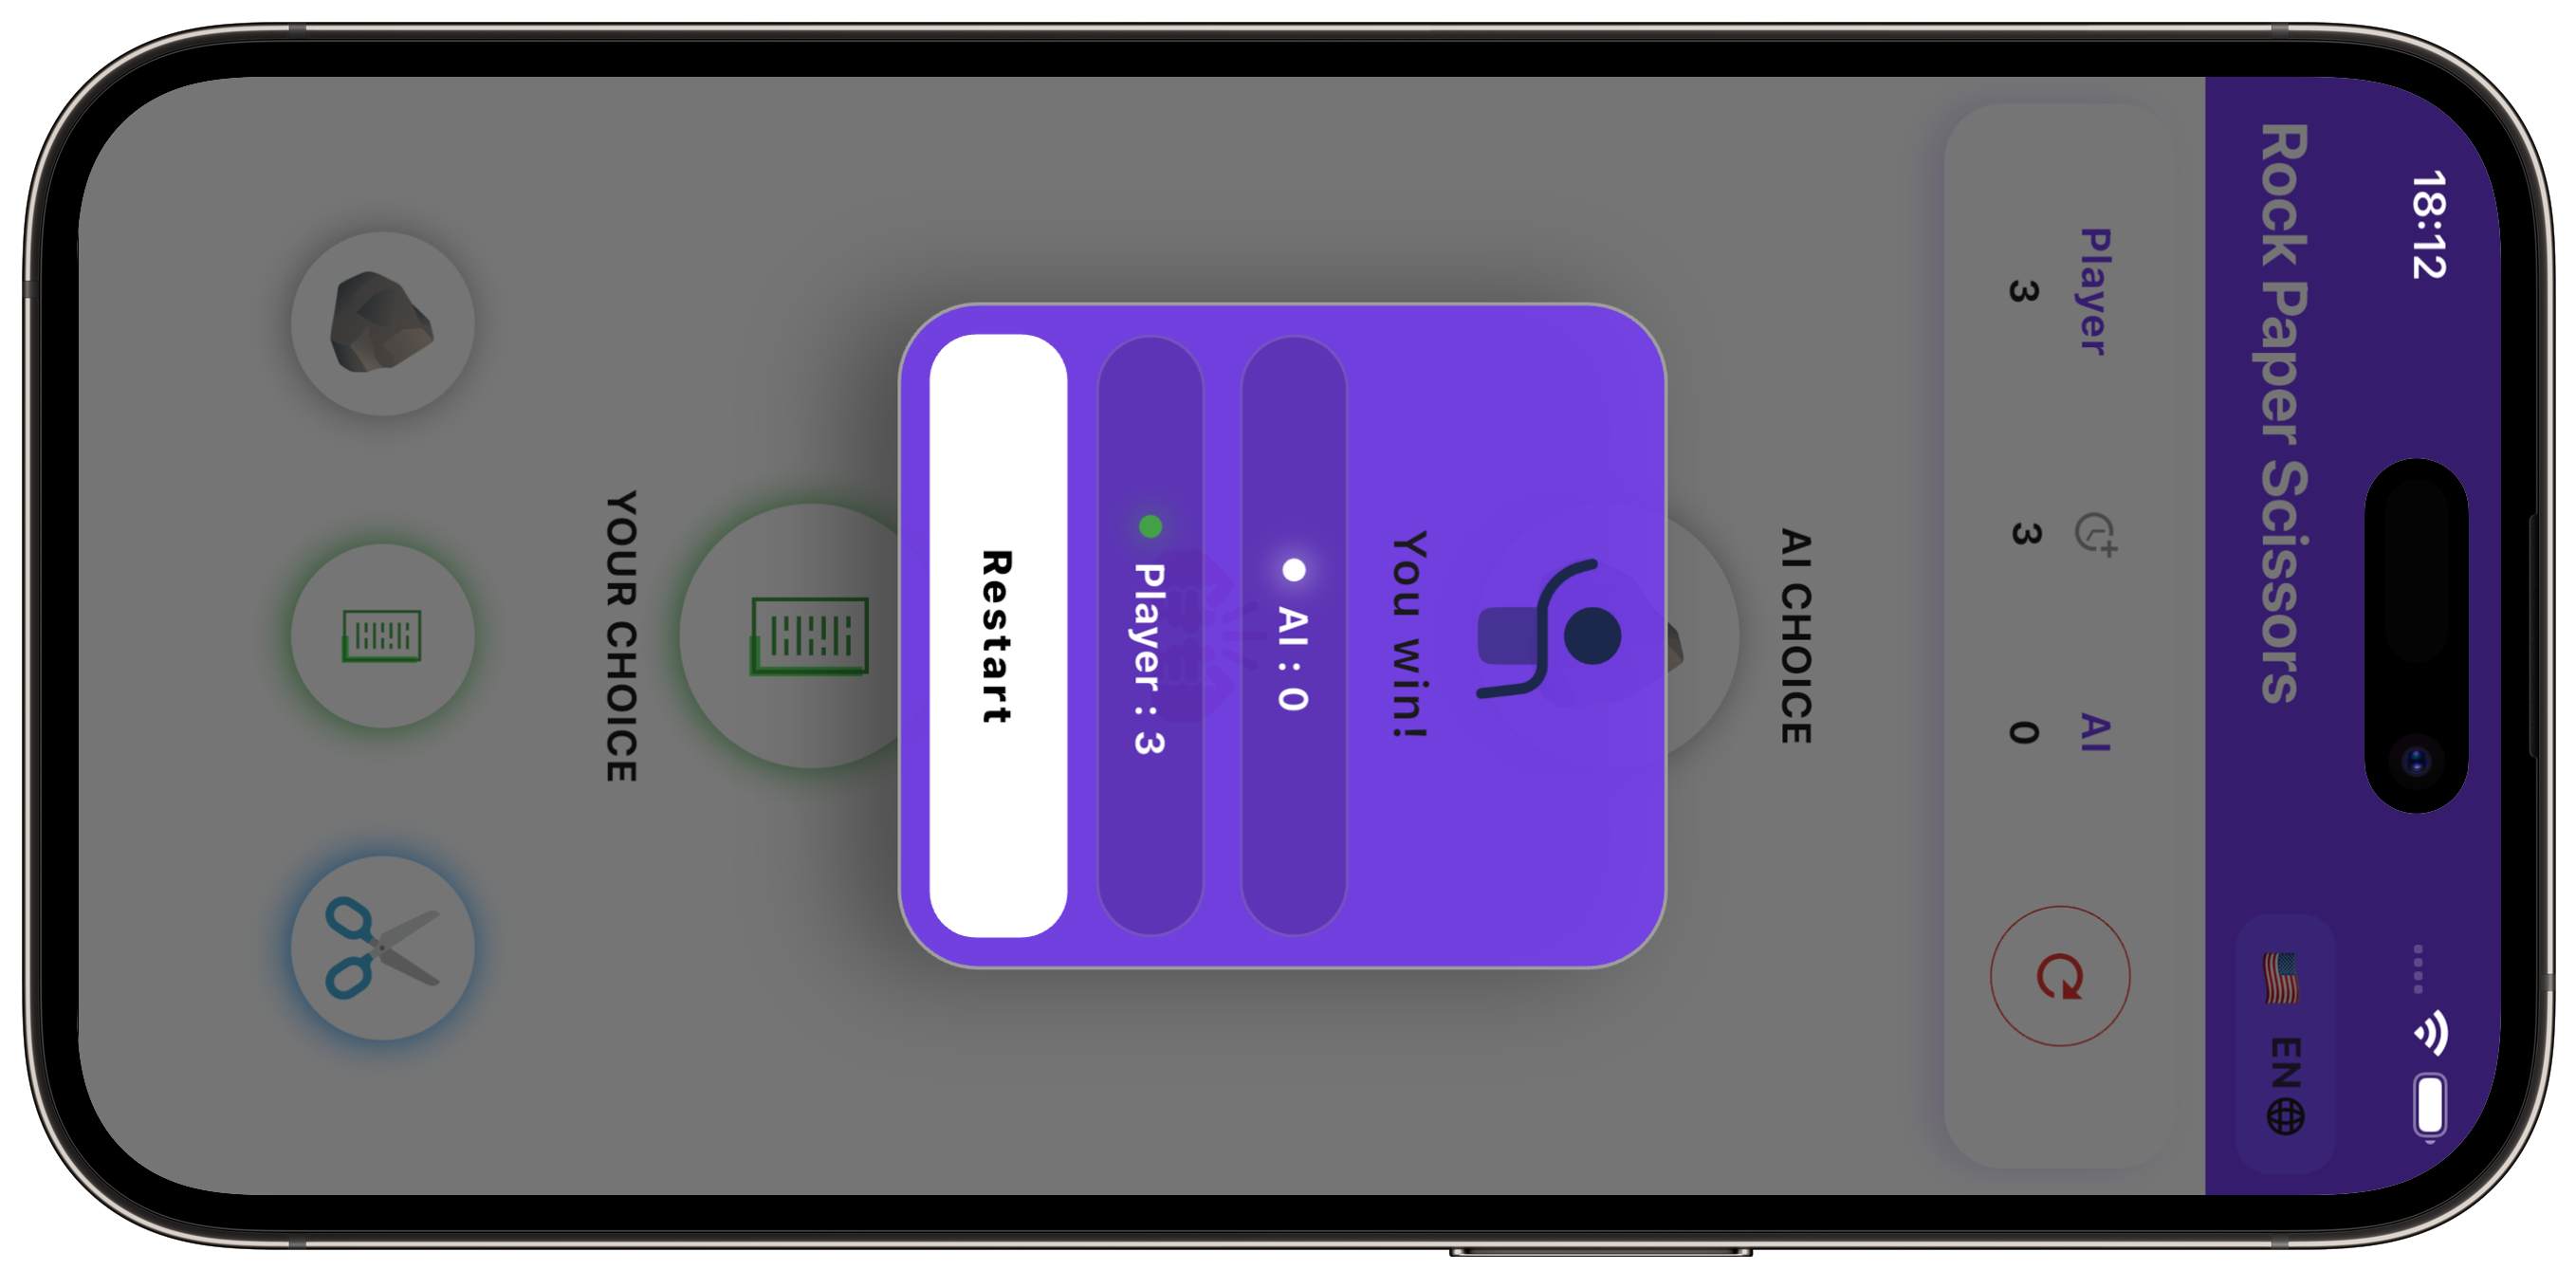 18:12
Rock Paper Scissors
EN
Player
AI
3
3
0
AI CHOICE
You win!
AI : 0
Player : 3
Restart
YOUR CHOICE